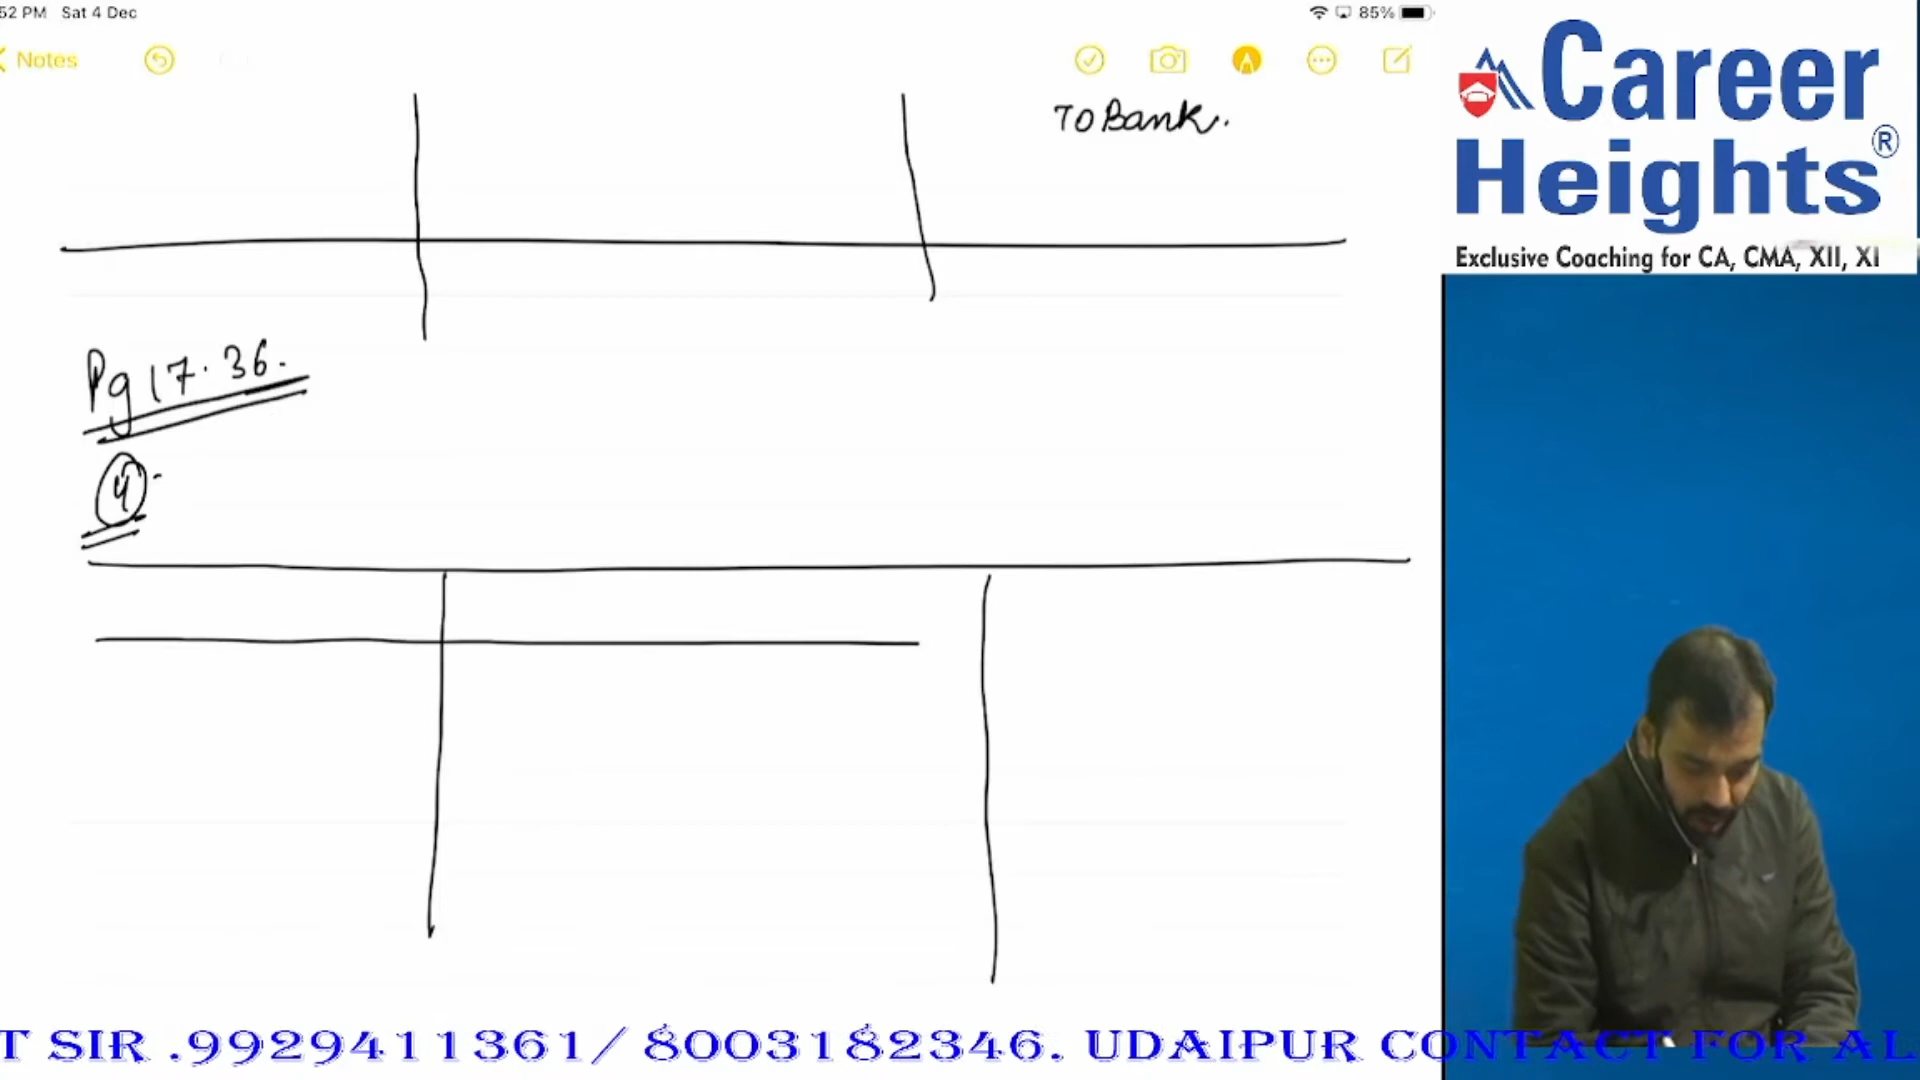 52 PM Sat 4 Dec
85%
Notes
To Bank.
Pg 17.36.
4
Career
Heights®
Exclusive Coaching for CA, CMA, XII, XI
T SIR .9929411361/ 8003182346. UDAIPUR CONTACT FOR AL